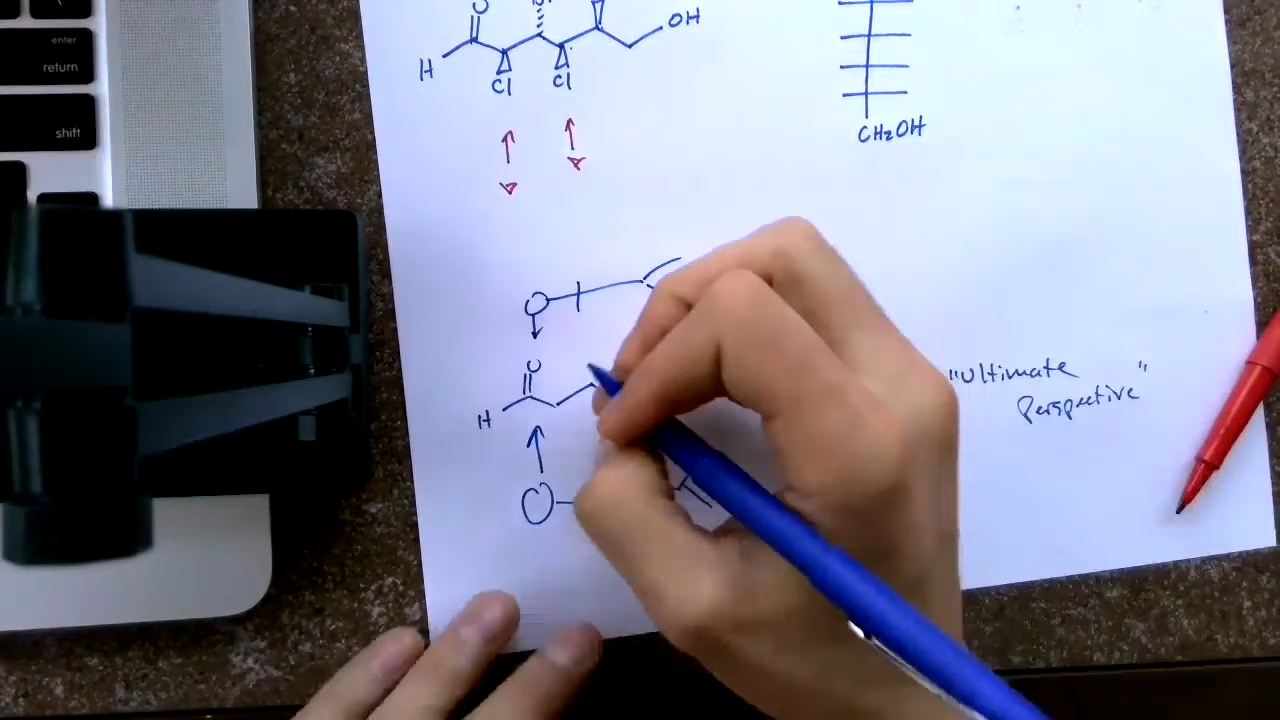 enter
return
shift
O
OH
H
Cl
Cl
CH2OH
O
H
"Ultimate
Perspective"